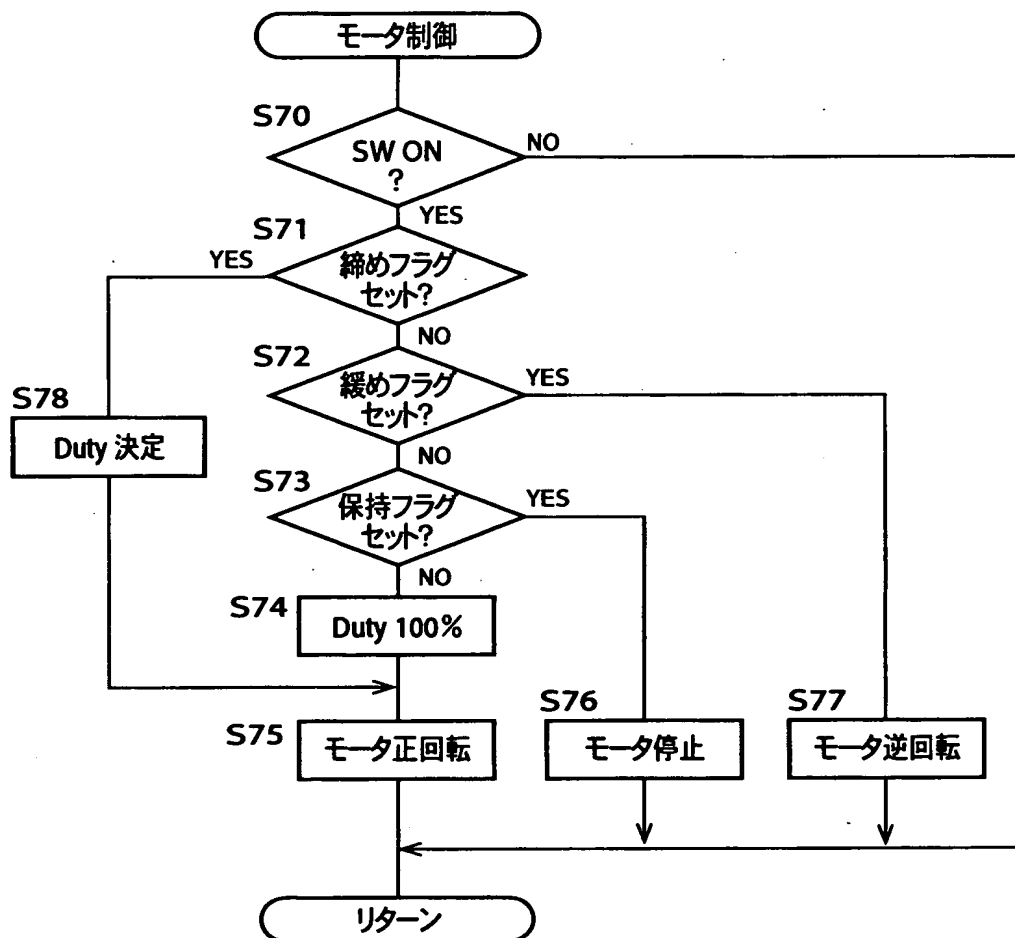 モータ制御
S70
SW ON
?
NO
YES
S71
YES
締めフラグ
セット?
NO
S72
緩めフラグ
セット?
YES
S78
Duty 決定
NO
S73
保持フラグ
セット?
YES
NO
S74
Duty 100%
S75
モータ正回転
S76
モータ停止
S77
モータ逆回転
リターン